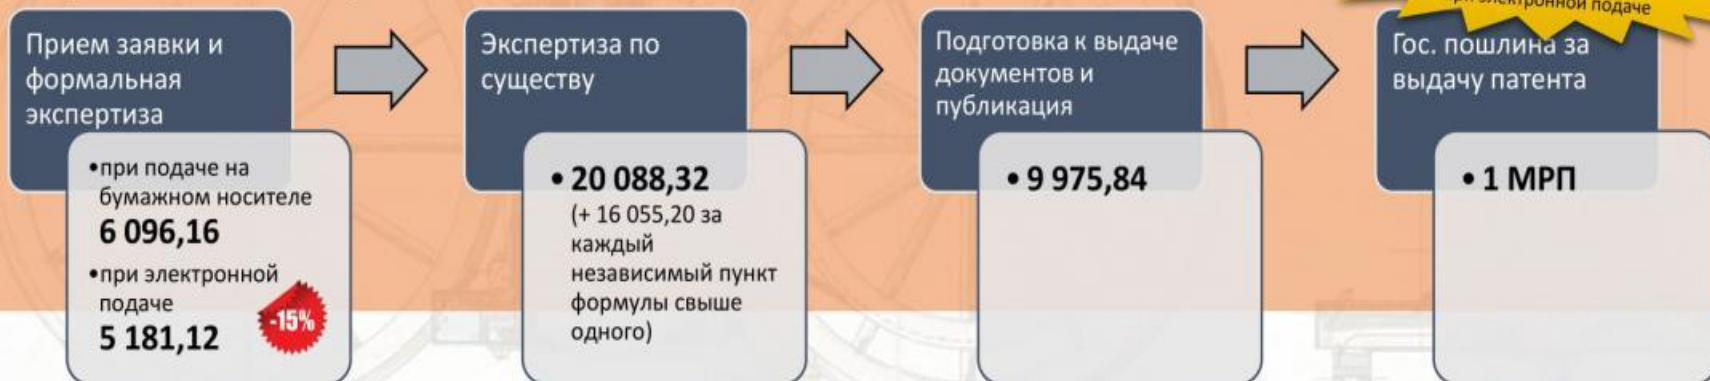 при электронной подаче
Прием заявки и
формальная
экспертиза
•при подаче на
бумажном носителе
6 096,16
•при электронной
подаче
5 181,12
-15%
Экспертиза по
существу
• 20 088,32
(+ 16 055,20 за
каждый
независимый пункт
формулы свыше
одного)
Подготовка к выдаче
документов и
публикация
• 9 975,84
Гос. пошлина за
выдачу патента
• 1 МРП